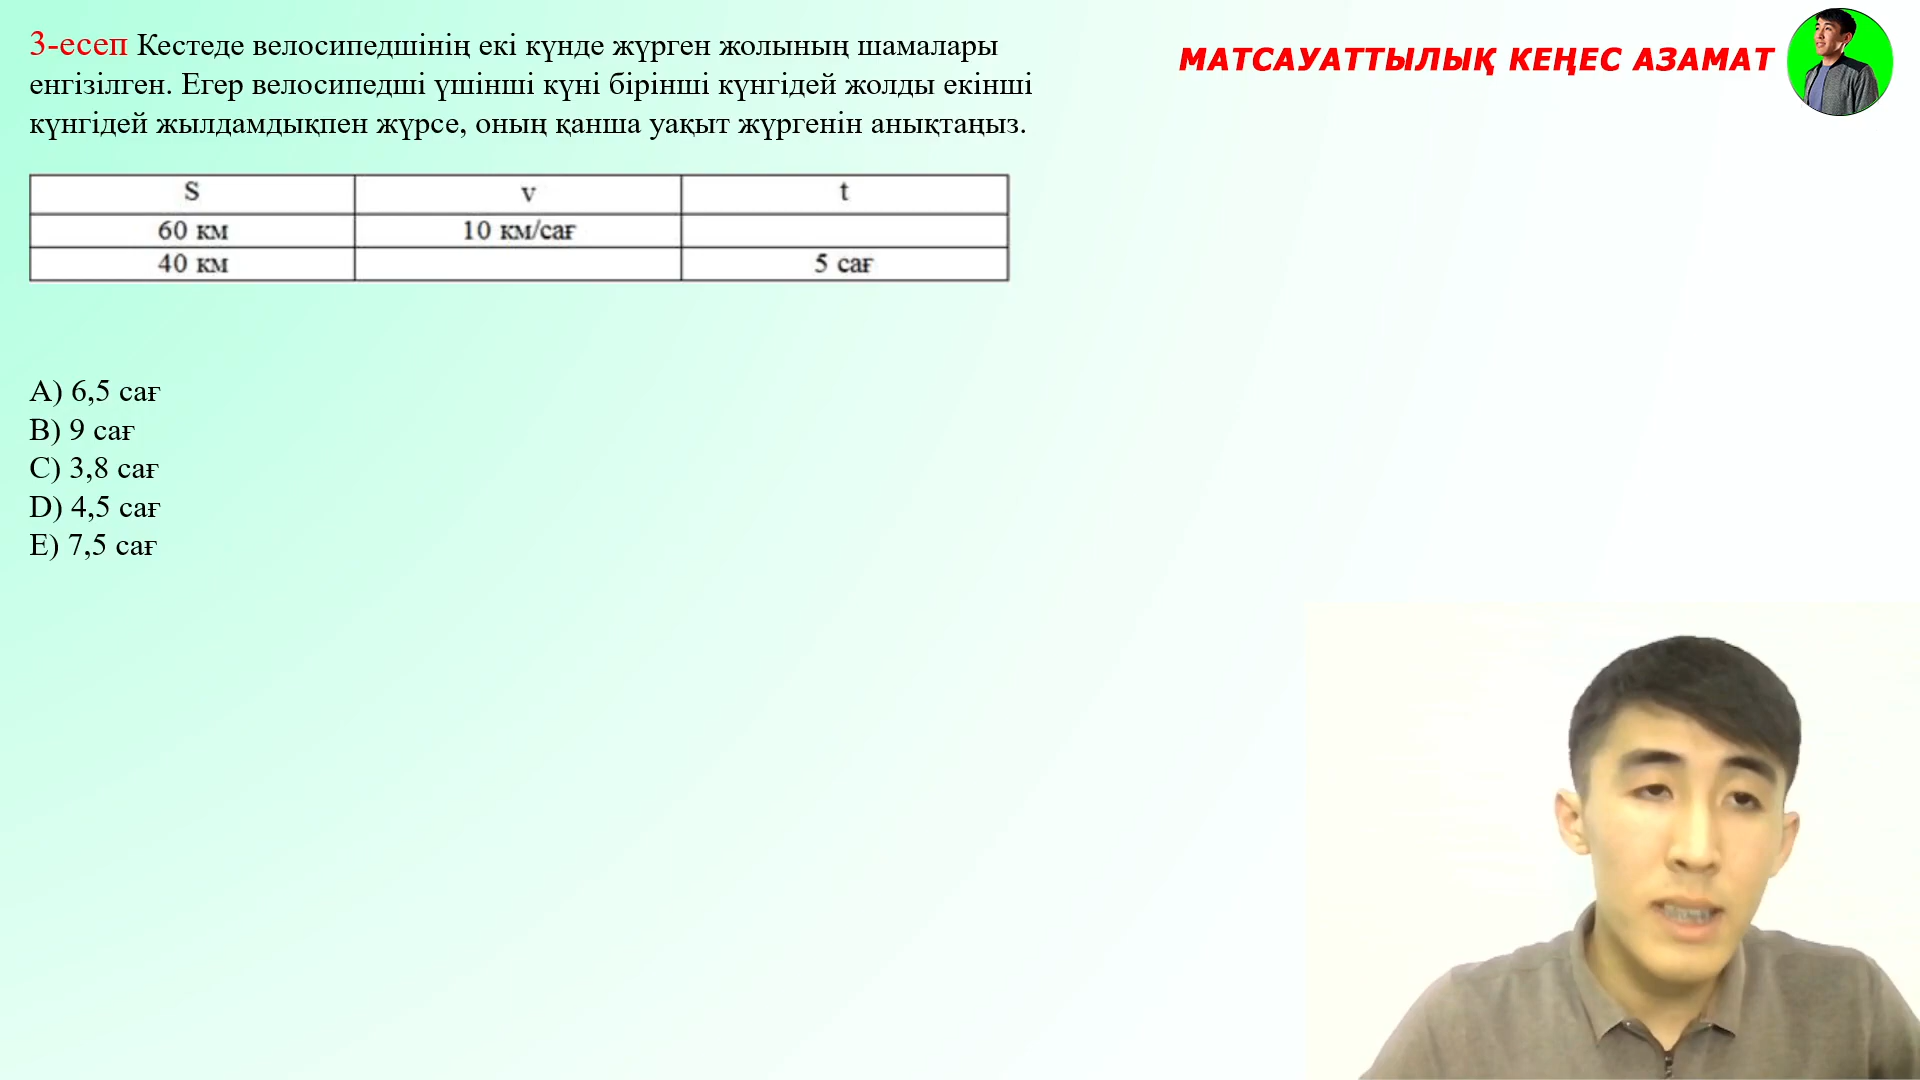 3-есеп Кестеде велосипедшінің екі күнде жүрген жолының шамалары
енгізілген. Егер велосипедші үшінші күні бірінші күнгідей жолды екінші
күнгідей жылдамдықпен жүрсе, оның қанша уақыт жүргенін анықтаңыз.
МАТСАУАТТЫЛЫҚ КЕҢЕС АЗАМАТ
S v t
60 км 10 км/сағ
40 км 5 сағ
A) 6,5 сағ
B) 9 сағ
C) 3,8 сағ
D) 4,5 сағ
E) 7,5 сағ